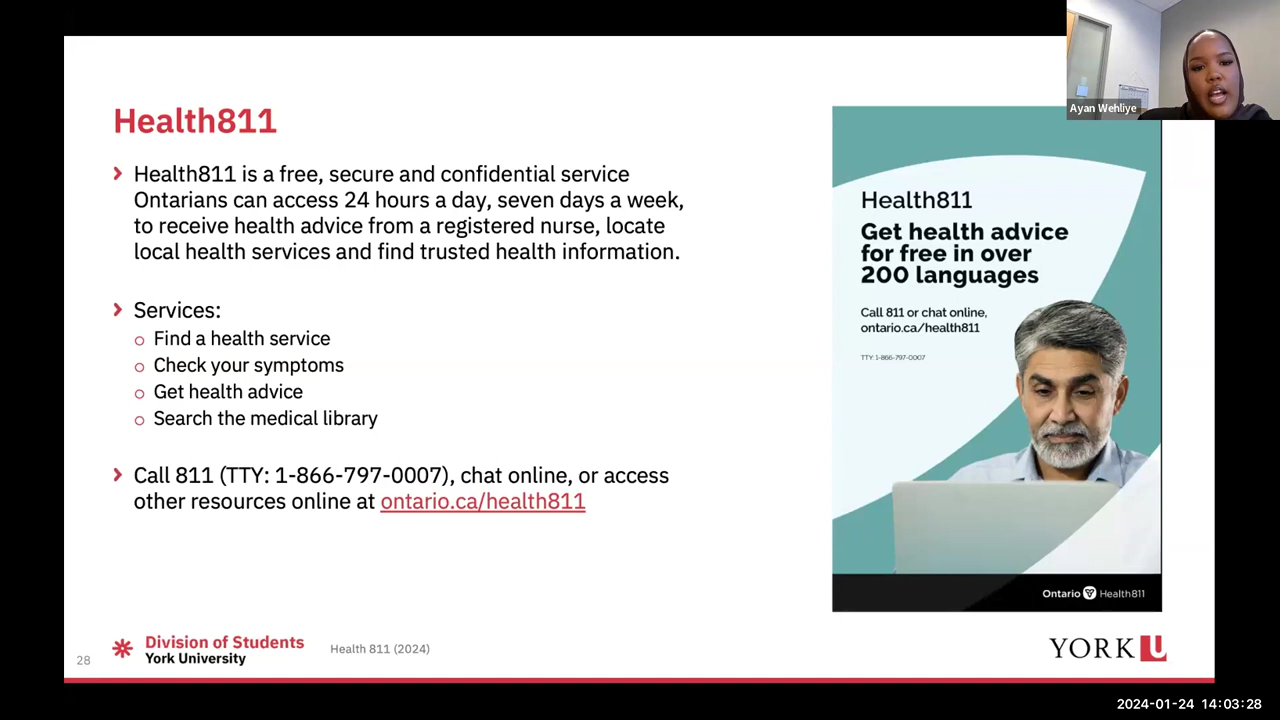 Ayan Wehliye
Health811
Health811 is a free, secure and confidential service
Ontarians can access 24 hours a day, seven days a week,
to receive health advice from a registered nurse, locate
local health services and find trusted health information.
Services:
Find a health service
Check your symptoms
Get health advice
Search the medical library
Call 811 (TTY: 1-866-797-0007), chat online, or access
other resources online at ontario.ca/health811
Health811
Get health advice
for free in over
200 languages
Call 811 or chat online,
ontario.ca/health811
TTY: 1-866-797-0007
Ontario Health811
28
Division of Students
York University
Health 811 (2024)
YORK U
2024-01-24 14:03:28